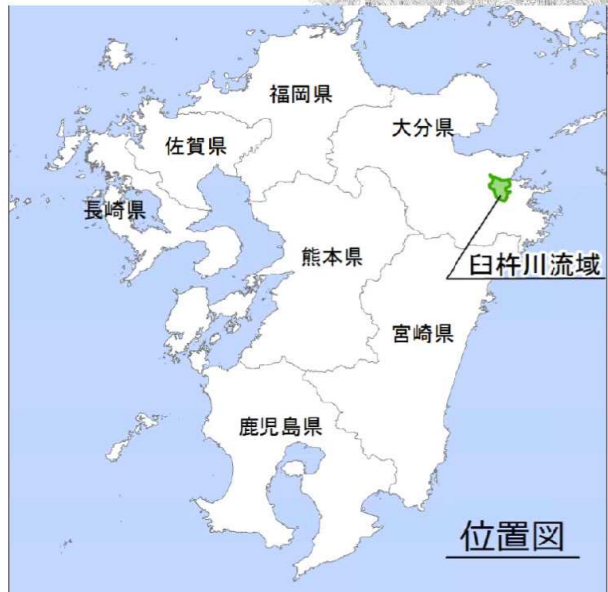 福岡県
大分県
佐賀県
長崎県
熊本県
臼杵川流域
宮崎県
鹿児島県
位置図